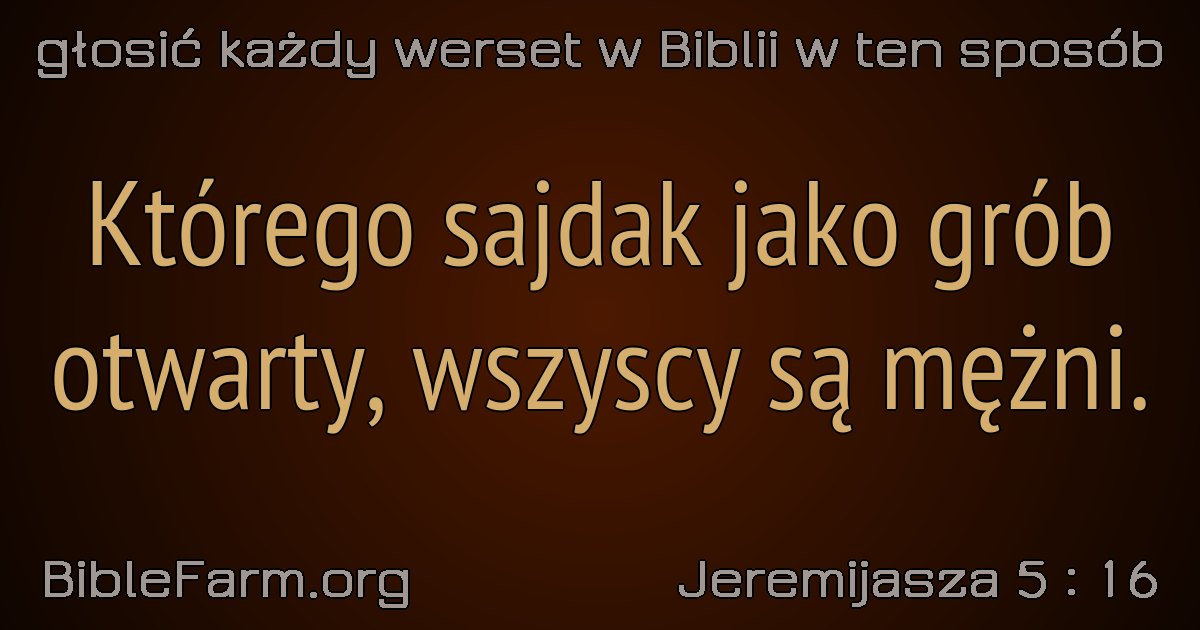 głosić każdy werset w Biblii w ten sposób
Którego sajdak jako grób
otwarty, wszyscy są mężni.
BibleFarm.org
Jeremijasza 5 : 16